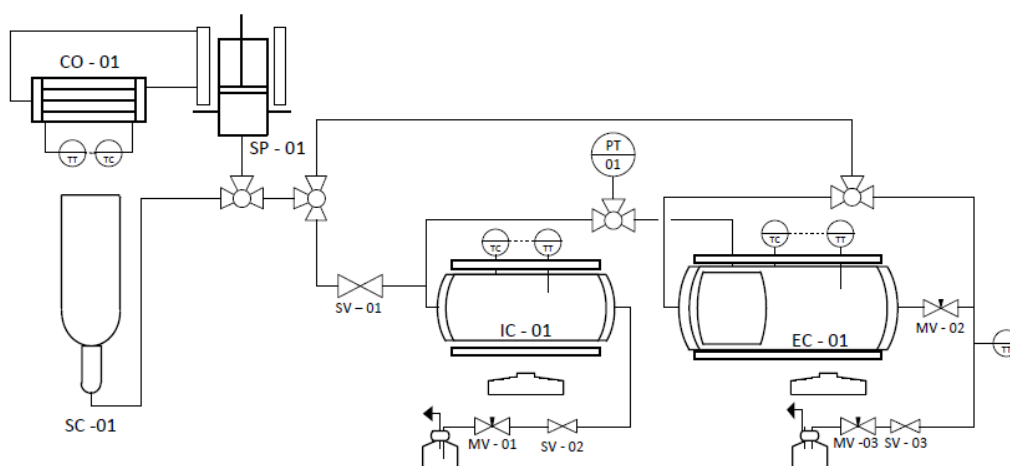 CO - 01
TT
TC
SP - 01
PT
01
TC
TT
TC
TT
SV – 01
IC - 01
EC - 01
MV - 02
TT
SC -01
MV - 01
SV - 02
MV -03
SV - 03